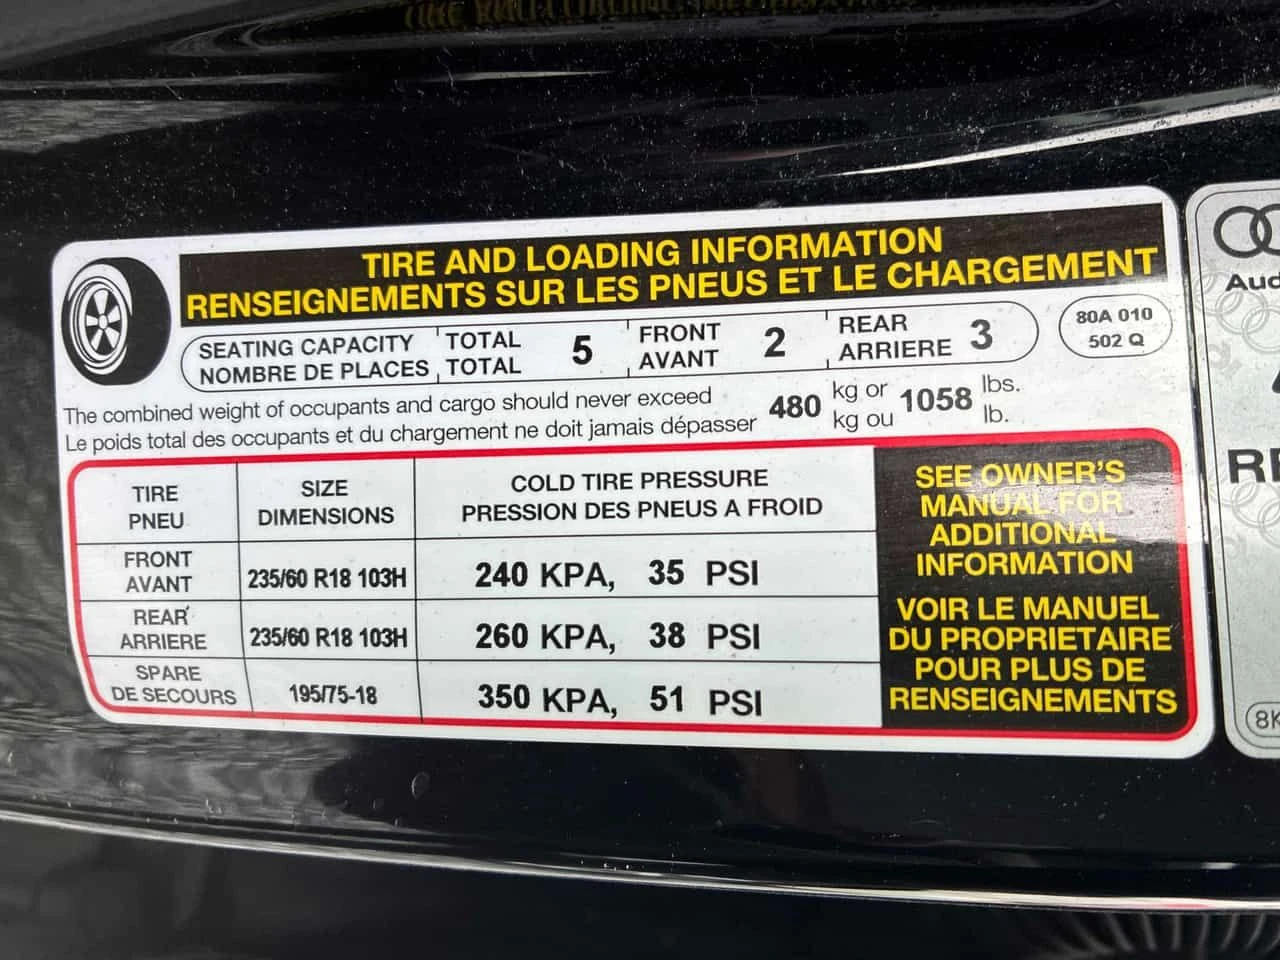 TIRE AND LOADING INFORMATION
RENSEIGNEMENTS SUR LES PNEUS ET LE CHARGEMENT
SEATING CAPACITY TOTAL 5 FRONT 2 REAR 3
NOMBRE DE PLACES TOTAL AVANT ARRIERE
80A 010
502 Q
The combined weight of occupants and cargo should never exceed 480 kg or 1058 lbs.
Le poids total des occupants et du chargement ne doit jamais dépasser kg ou lb.
TIRE SIZE COLD TIRE PRESSURE
PNEU DIMENSIONS PRESSION DES PNEUS A FROID
FRONT
AVANT 235/60 R18 103H 240 KPA, 35 PSI
REAR
ARRIERE 235/60 R18 103H 260 KPA, 38 PSI
SPARE
DE SECOURS 195/75-18 350 KPA, 51 PSI
SEE OWNER'S
MANUAL FOR
ADDITIONAL
INFORMATION
VOIR LE MANUEL
DU PROPRIETAIRE
POUR PLUS DE
RENSEIGNEMENTS